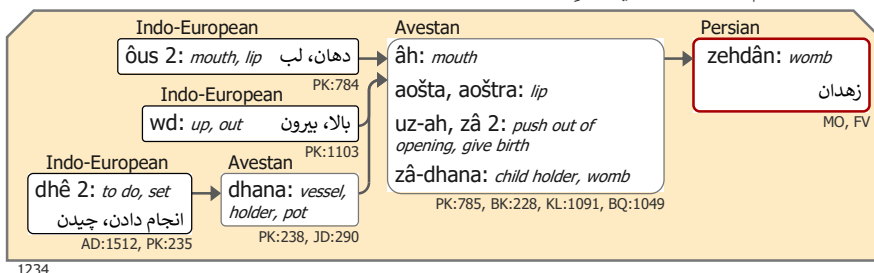 Indo-European
ôus 2: mouth, lip دهان، لب
PK:784
Indo-European
wd: up, out بالا، بیرون
PK:1103
Indo-European
dhê 2: to do, set
انجام دادن، چیدن
AD:1512, PK:235
Avestan
dhana: vessel,
holder, pot
PK:238, JD:290
Avestan
âh: mouth
aošta, aoštra: lip
uz-ah, zâ 2: push out of
opening, give birth
zâ-dhana: child holder, womb
PK:785, BK:228, KL:1091, BQ:1049
Persian
zehdân: womb
زهدان
MO, FV
1234